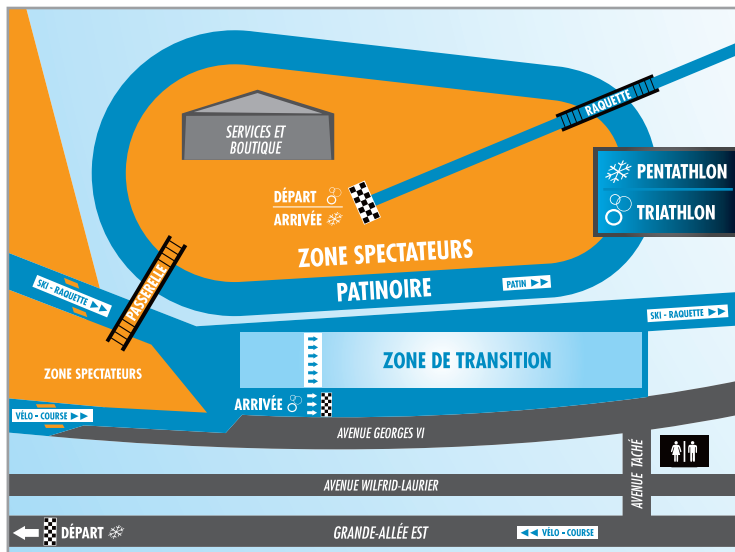 RAQUETTE
SERVICES ET
BOUTIQUE
PENTATHLON
TRIATHLON
DÉPART
ARRIVÉE
ZONE SPECTATEURS
PATINOIRE
PATIN
PASSERELLE
SKI - RAQUETTE
SKI - RAQUETTE
ZONE DE TRANSITION
ZONE SPECTATEURS
ARRIVÉE
VÉLO - COURSE
AVENUE GEORGES VI
AVENUE TACHÉ
AVENUE WILFRID-LAURIER
DÉPART
GRANDE-ALLÉE EST
VÉLO - COURSE